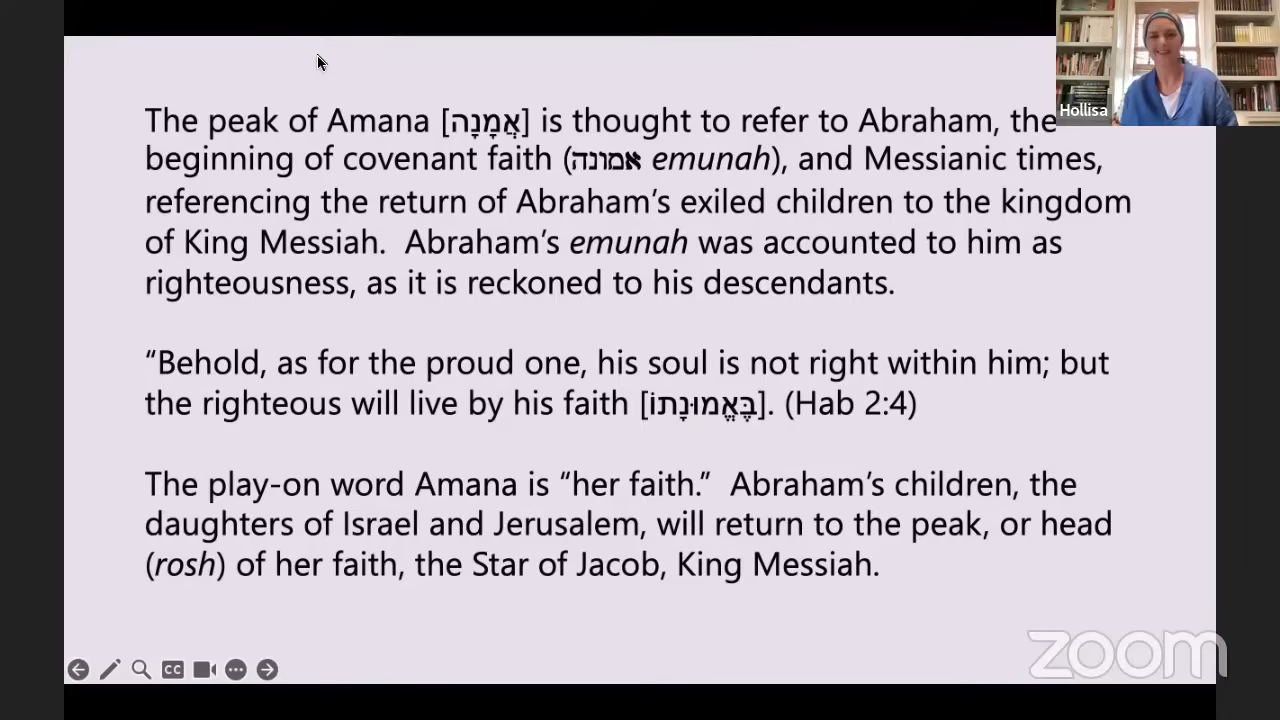 Hollisa
The peak of Amana [אֲמָנָה] is thought to refer to Abraham, the
beginning of covenant faith (אמונה emunah), and Messianic times,
referencing the return of Abraham’s exiled children to the kingdom
of King Messiah.  Abraham’s emunah was accounted to him as
righteousness, as it is reckoned to his descendants.
“Behold, as for the proud one, his soul is not right within him; but
the righteous will live by his faith [בֶּאֱמוּנָתוֹ]. (Hab 2:4)
The play-on word Amana is “her faith.”  Abraham’s children, the
daughters of Israel and Jerusalem, will return to the peak, or head
(rosh) of her faith, the Star of Jacob, King Messiah.
CC
zoom